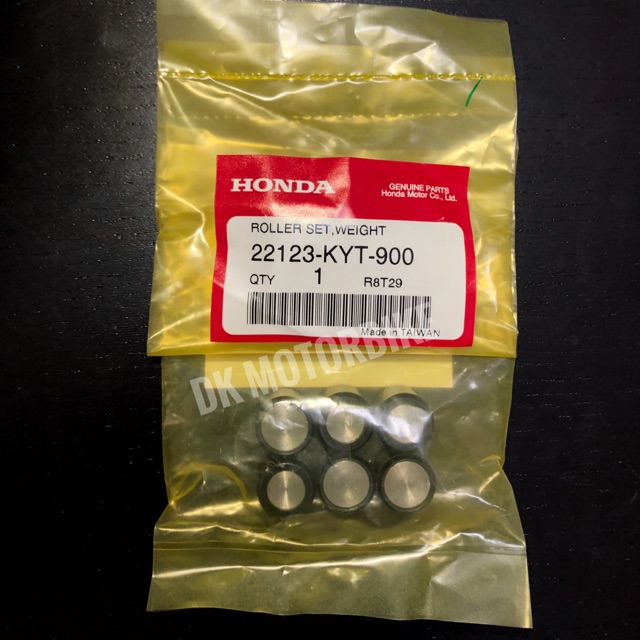 HONDA
GENUINE PARTS
Honda Motor Co., Ltd.
ROLLER SET,WEIGHT
22123-KYT-900
QTY 1 R8T29
Made in TAIWAN
DK MOTORBIKE